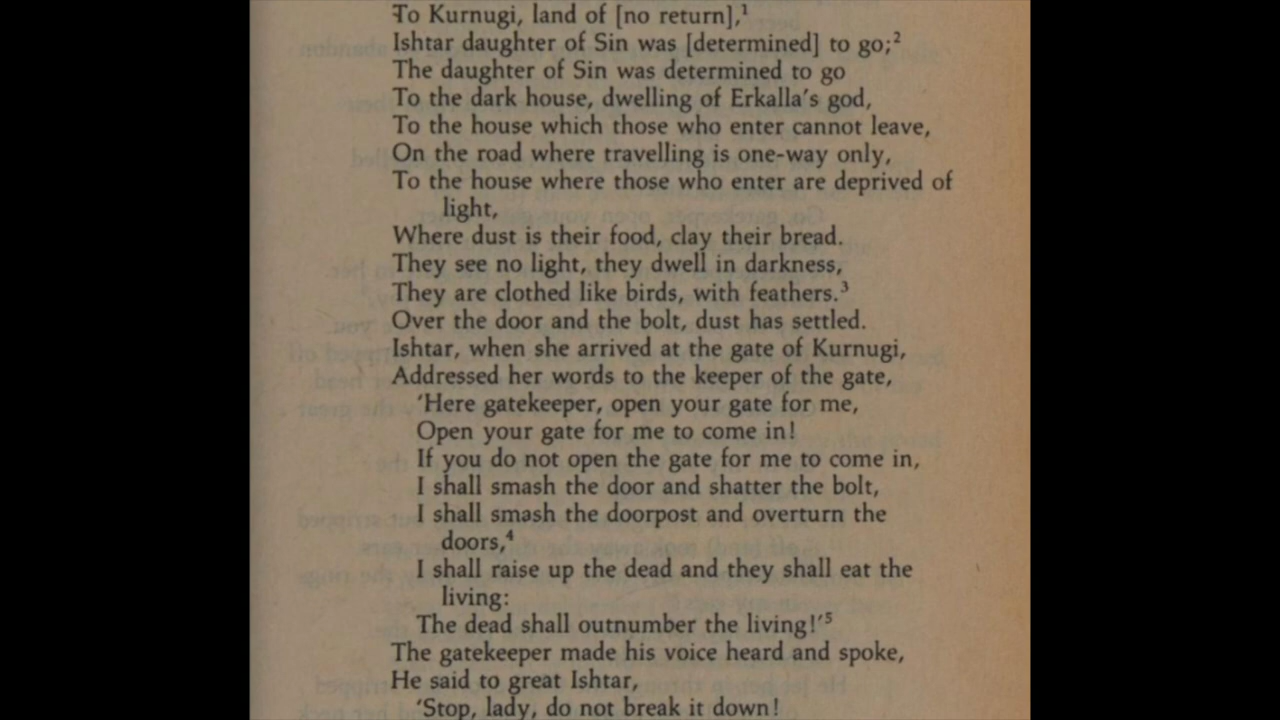 To Kurnugi, land of [no return],¹
Ishtar daughter of Sin was [determined] to go;²
The daughter of Sin was determined to go
To the dark house, dwelling of Erkalla's god,
To the house which those who enter cannot leave,
On the road where travelling is one-way only,
To the house where those who enter are deprived of
light,
Where dust is their food, clay their bread.
They see no light, they dwell in darkness,
They are clothed like birds, with feathers.³
Over the door and the bolt, dust has settled.
Ishtar, when she arrived at the gate of Kurnugi,
Addressed her words to the keeper of the gate,
'Here gatekeeper, open your gate for me,
Open your gate for me to come in!
If you do not open the gate for me to come in,
I shall smash the door and shatter the bolt,
I shall smash the doorpost and overturn the
doors,⁴
I shall raise up the dead and they shall eat the
living:
The dead shall outnumber the living!'⁵
The gatekeeper made his voice heard and spoke,
He said to great Ishtar,
'Stop, lady, do not break it down!